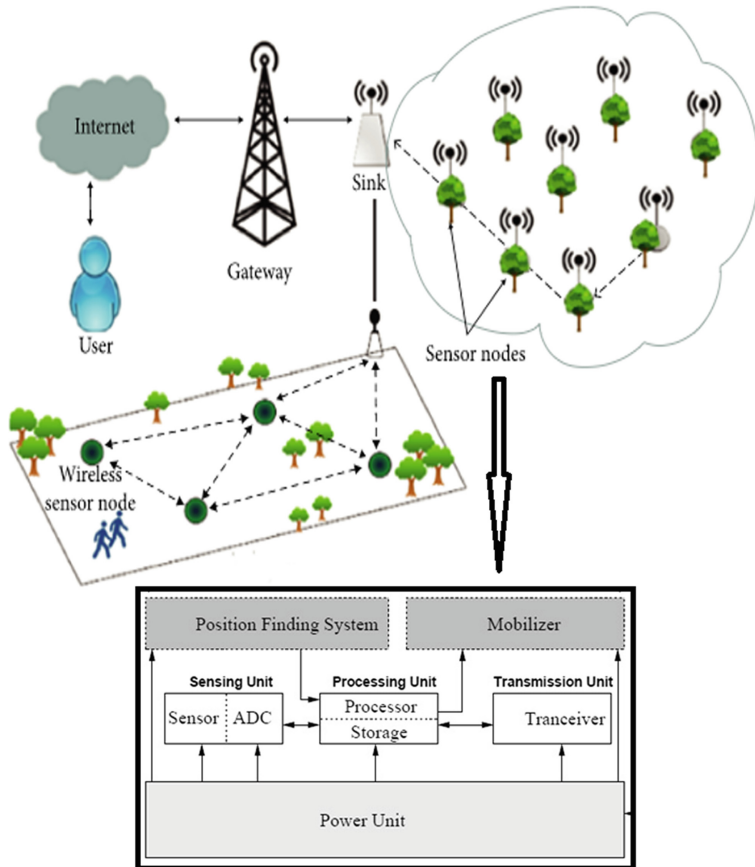 Internet
Sink
Gateway
User
Sensor nodes
Wireless
sensor node
Position Finding System
Mobilizer
Sensing Unit
Processing Unit
Transmission Unit
Sensor
ADC
Processor
Storage
Tranceiver
Power Unit